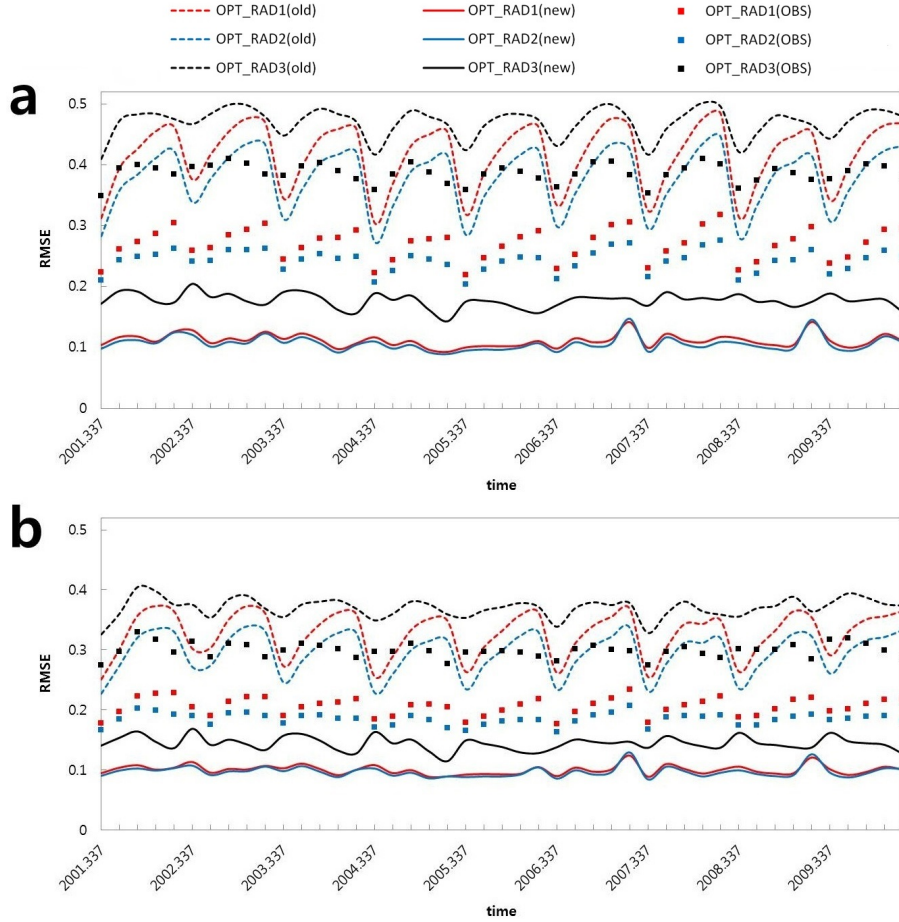 OPT_RAD1(old) OPT_RAD1(new) OPT_RAD1(OBS)
OPT_RAD2(old) OPT_RAD2(new) OPT_RAD2(OBS)
OPT_RAD3(old) OPT_RAD3(new) OPT_RAD3(OBS)
a
0.5
0.4
0.3
RMSE
0.2
0.1
0
2001.337 2002.337 2003.337 2004.337 2005.337 2006.337 2007.337 2008.337 2009.337
time
b
0.5
0.4
0.3
RMSE
0.2
0.1
0
2001.337 2002.337 2003.337 2004.337 2005.337 2006.337 2007.337 2008.337 2009.337
time